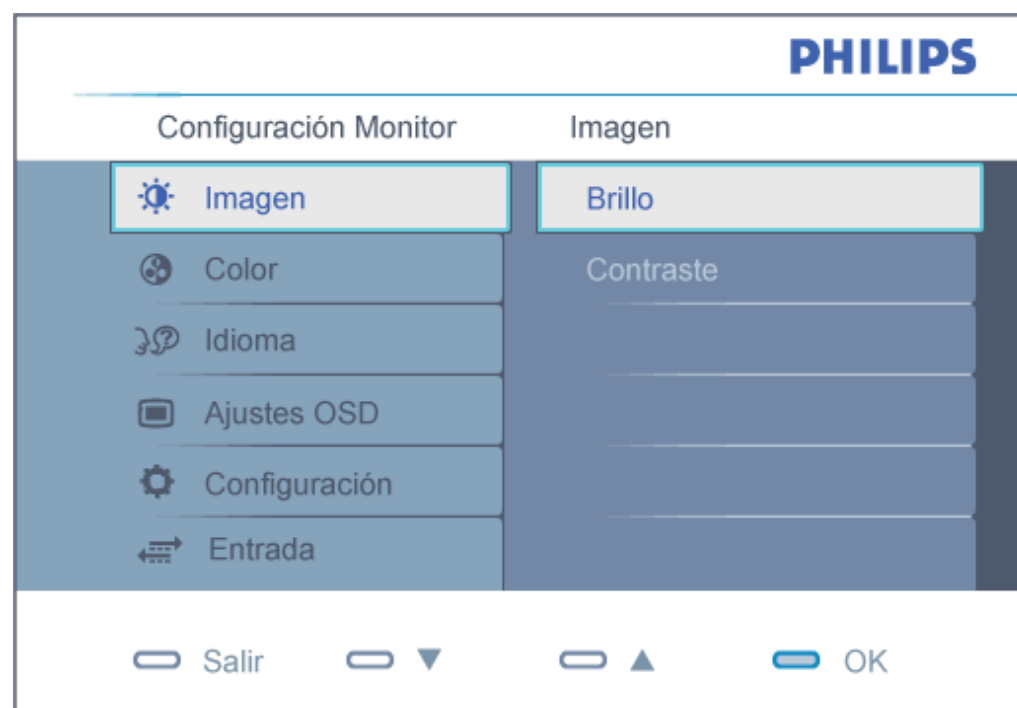 PHILIPS
Configuración Monitor Imagen
Imagen Brillo
Color Contraste
Idioma
Ajustes OSD
Configuración
Entrada
Salir ▼ ▲ OK